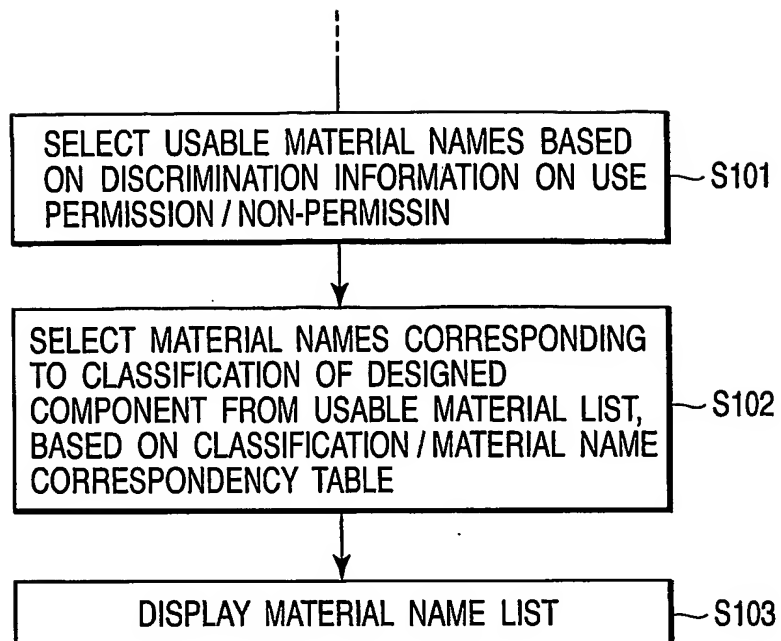 SELECT USABLE MATERIAL NAMES BASED
ON DISCRIMINATION INFORMATION ON USE
PERMISSION / NON-PERMISSIN
S101
SELECT MATERIAL NAMES CORRESPONDING
TO CLASSIFICATION OF DESIGNED
COMPONENT FROM USABLE MATERIAL LIST,
BASED ON CLASSIFICATION / MATERIAL NAME
CORRESPONDENCY TABLE
S102
DISPLAY MATERIAL NAME LIST
S103